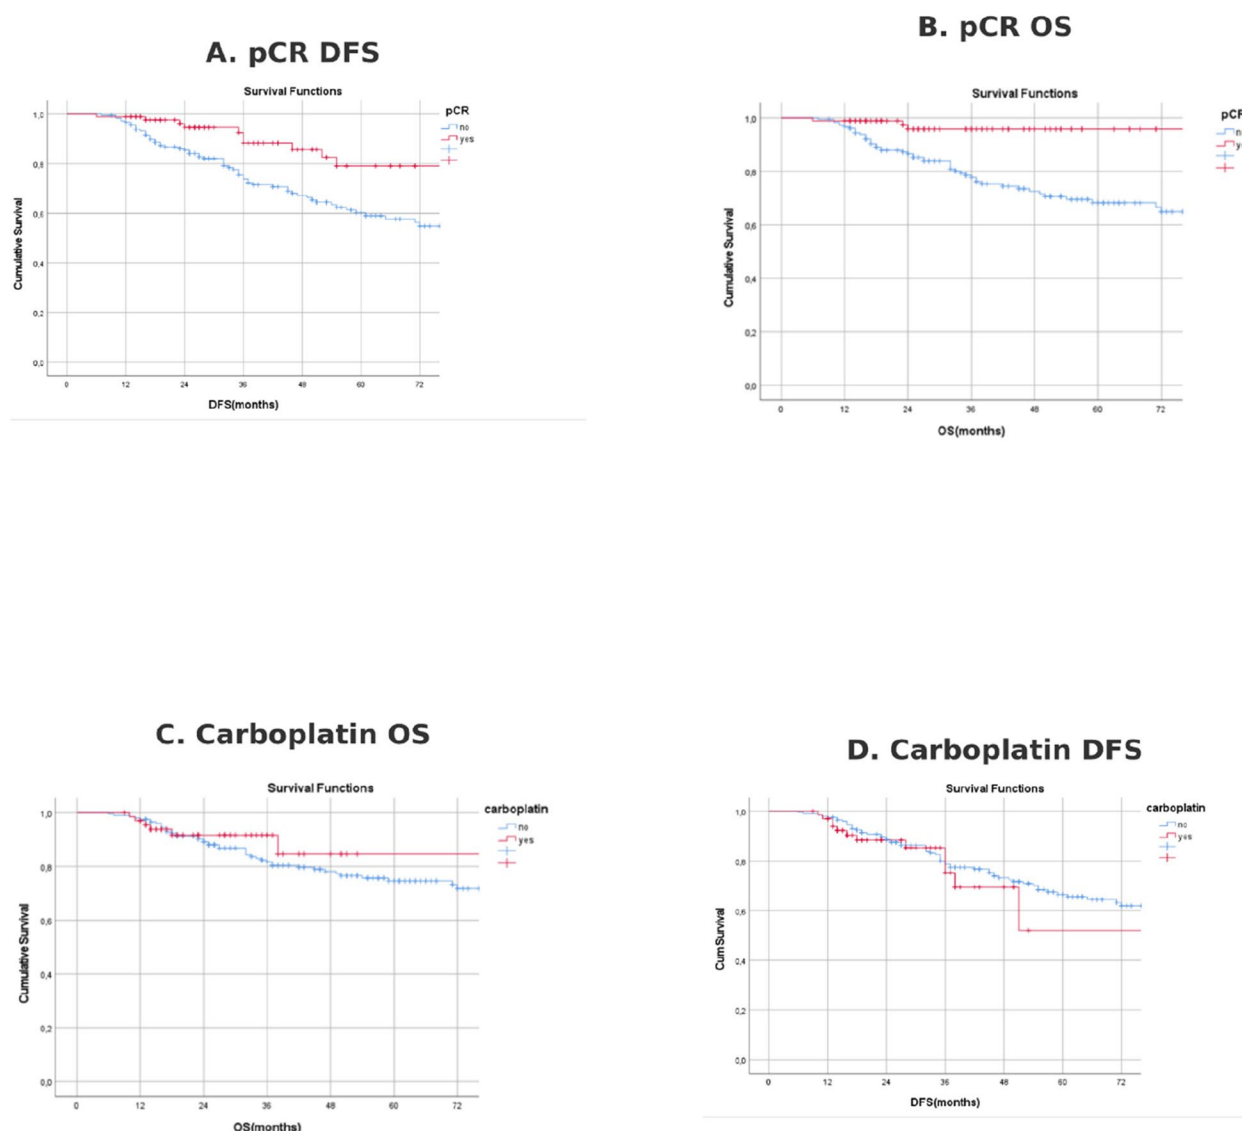 A. pCR DFS
Survival Functions
pCR
no
yes
1,0
0,8
0,6
0,4
0,2
0,0
Cumulative Survival
0 12 24 36 48 60 72
DFS(months)
B. pCR OS
Survival Functions
pCR
no
ye
1,0
0,8
0,6
0,4
0,2
0,0
Cumulative Survival
0 12 24 36 48 60 72
OS(months)
C. Carboplatin OS
Survival Functions
carboplatin
no
yes
1,0
0,8
0,6
0,4
0,2
0,0
Cumulative Survival
0 12 24 36 48 60 72
OS(months)
D. Carboplatin DFS
Survival Functions
carboplatin
no
yes
1,0
0,8
0,6
0,4
0,2
0,0
Cum Survival
0 12 24 36 48 60 72
DFS(months)